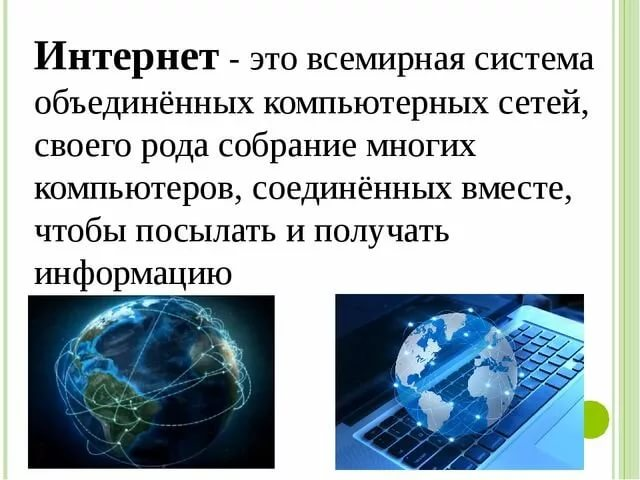 Интернет - это всемирная система
объединённых компьютерных сетей,
своего рода собрание многих
компьютеров, соединённых вместе,
чтобы посылать и получать
информацию